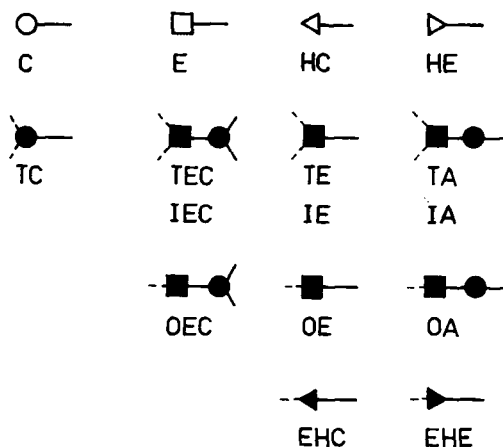 C E HC HE
TC TEC TE TA
IEC IE IA
OEC OE OA
EHC EHE